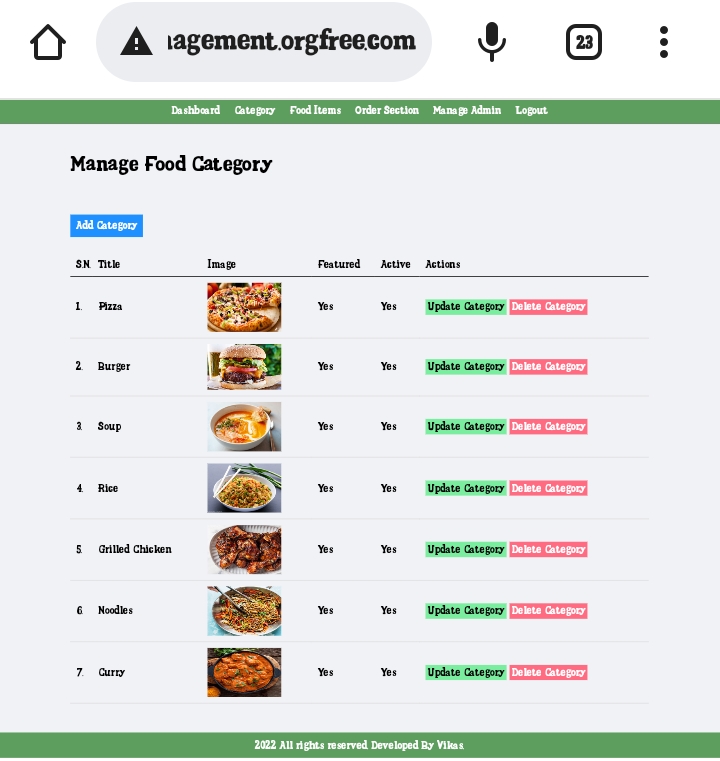 nagement.orgfree.com
23
Dashboard Category Food Items Order Section Manage Admin Logout
Manage Food Category
Add Category
S.N. Title Image Featured Active Actions
1. Pizza Yes Yes Update Category Delete Category
2. Burger Yes Yes Update Category Delete Category
3. Soup Yes Yes Update Category Delete Category
4. Rice Yes Yes Update Category Delete Category
5. Grilled Chicken Yes Yes Update Category Delete Category
6. Noodles Yes Yes Update Category Delete Category
7. Curry Yes Yes Update Category Delete Category
2022 All rights reserved Developed By Vikas.